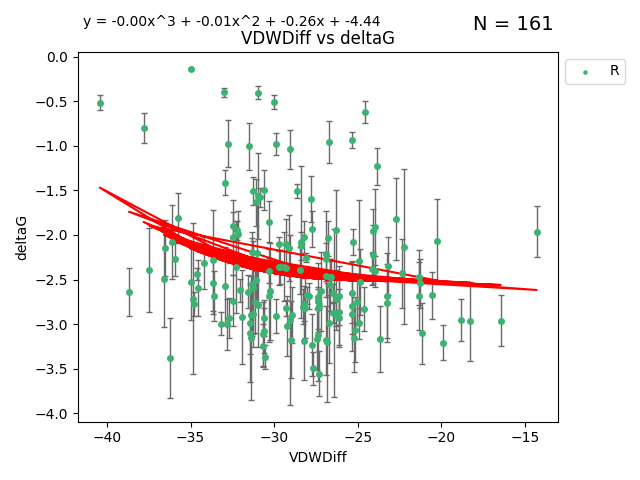 y = -0.00x^3 + -0.01x^2 + -0.26x + -4.44
N = 161
VDWDiff vs deltaG
R
0.0
−0.5
−1.0
−1.5
−2.0
−2.5
−3.0
−3.5
−4.0
deltaG
−40 −35 −30 −25 −20 −15
VDWDiff